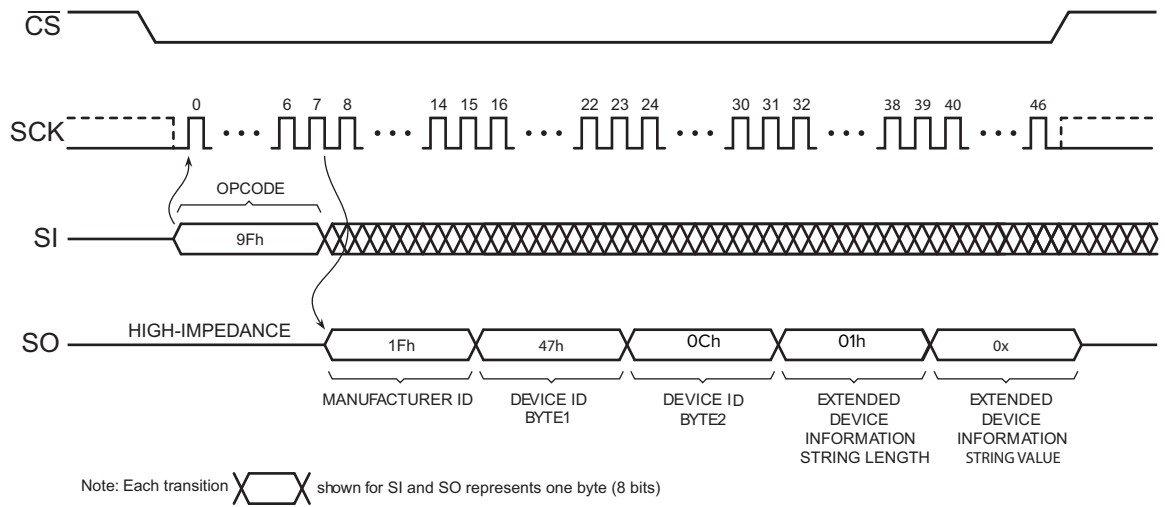 CS
0 6 7 8 14 15 16 22 23 24 30 31 32 38 39 40 46
SCK
OPCODE
SI
9Fh
HIGH-IMPEDANCE
SO
1Fh 47h 0Ch 01h 0x
MANUFACTURER ID
DEVICE ID
BYTE1
DEVICE ID
BYTE2
EXTENDED
DEVICE
INFORMATION
STRING LENGTH
EXTENDED
DEVICE
INFORMATION
STRING VALUE
Note: Each transition shown for SI and SO represents one byte (8 bits)